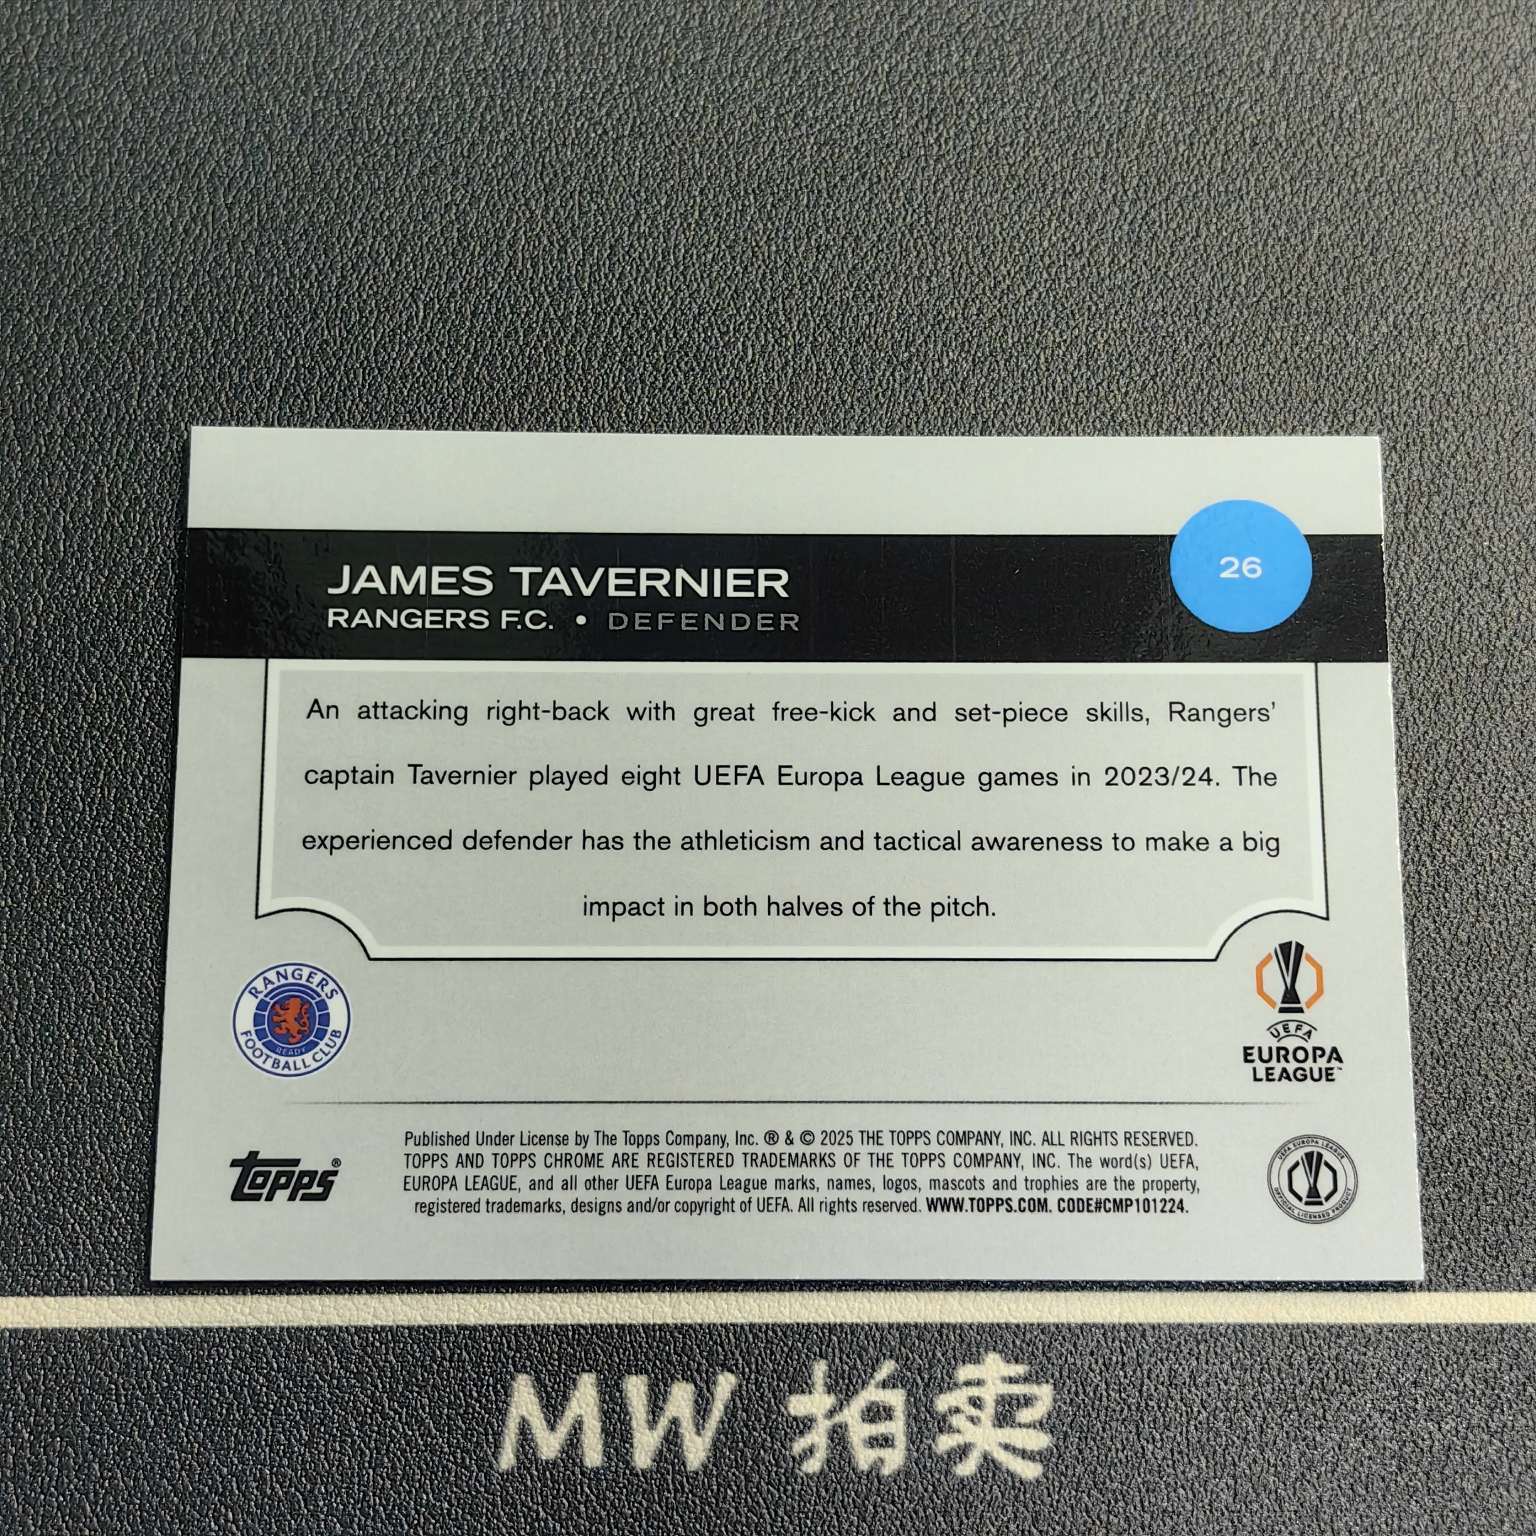 JAMES TAVERNIER
RANGERS F.C. • DEFENDER
26
An attacking right-back with great free-kick and set-piece skills, Rangers'
captain Tavernier played eight UEFA Europa League games in 2023/24. The
experienced defender has the athleticism and tactical awareness to make a big
impact in both halves of the pitch.
RANGERS
FOOTBALL CLUB
READY
UEFA
EUROPA
LEAGUE™
Topps®
Published Under License by The Topps Company, Inc. ® & © 2025 THE TOPPS COMPANY, INC. ALL RIGHTS RESERVED.
TOPPS AND TOPPS CHROME ARE REGISTERED TRADEMARKS OF THE TOPPS COMPANY, INC. The word(s) UEFA,
EUROPA LEAGUE, and all other UEFA Europa League marks, names, logos, mascots and trophies are the property,
registered trademarks, designs and/or copyright of UEFA. All rights reserved. WWW.TOPPS.COM. CODE#CMP101224.
UEFA EUROPA LEAGUE
OFFICIAL LICENSED PRODUCT
MW 拍卖